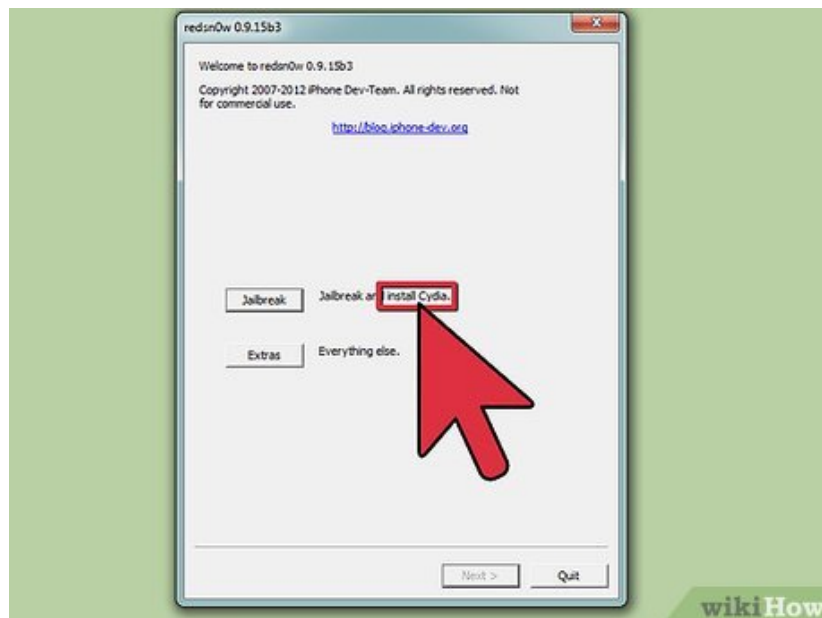 redsn0w 0.9.15b3
Welcome to redsn0w 0.9.15b3
Copyright 2007-2012 iPhone Dev-Team. All rights reserved. Not
for commercial use.
http://blog.iphone-dev.org
Jailbreak Jailbreak an install Cydia.
Extras Everything else.
Next > Quit
wikiHow